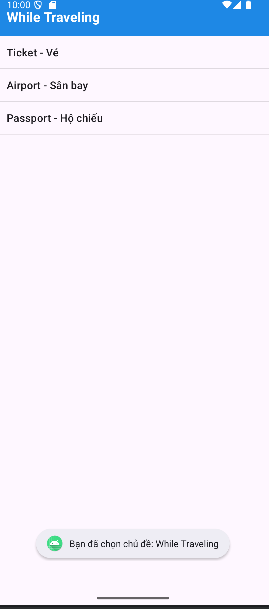 10:00
While Traveling
Ticket - Vé
Airport - Sân bay
Passport - Hộ chiếu
Bạn đã chọn chủ đề: While Traveling